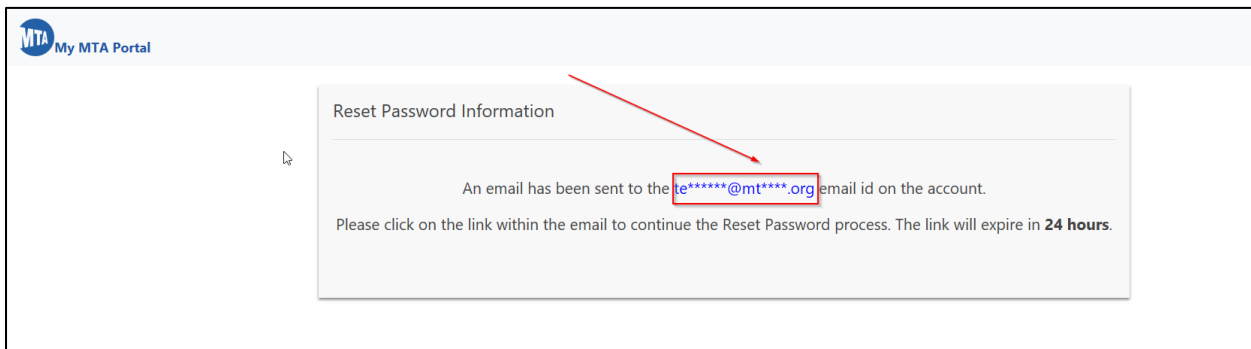 MTA My MTA Portal
Reset Password Information
An email has been sent to the te******@mt****.org email id on the account.
Please click on the link within the email to continue the Reset Password process. The link will expire in 24 hours.